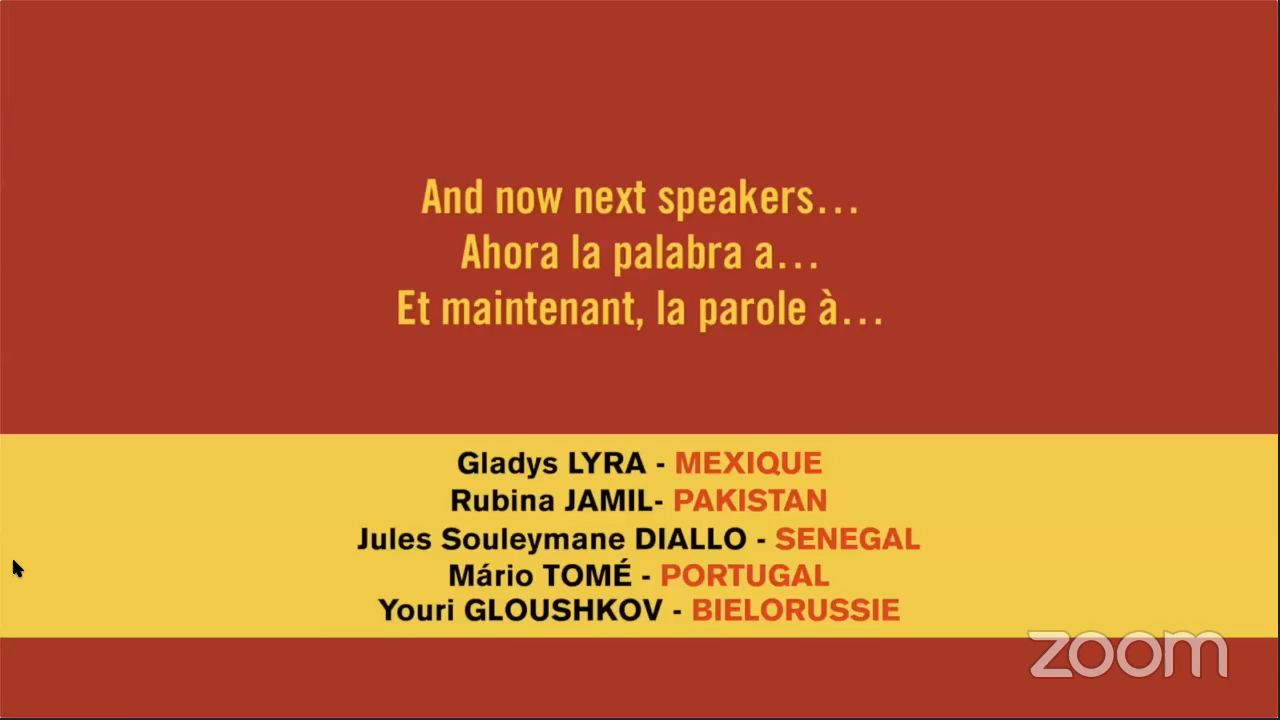 And now next speakers...
Ahora la palabra a...
Et maintenant, la parole à...
Gladys LYRA - MEXIQUE
Rubina JAMIL- PAKISTAN
Jules Souleymane DIALLO - SENEGAL
Mário TOMÉ - PORTUGAL
Youri GLOUSHKOV - BIELORUSSIE
zoom